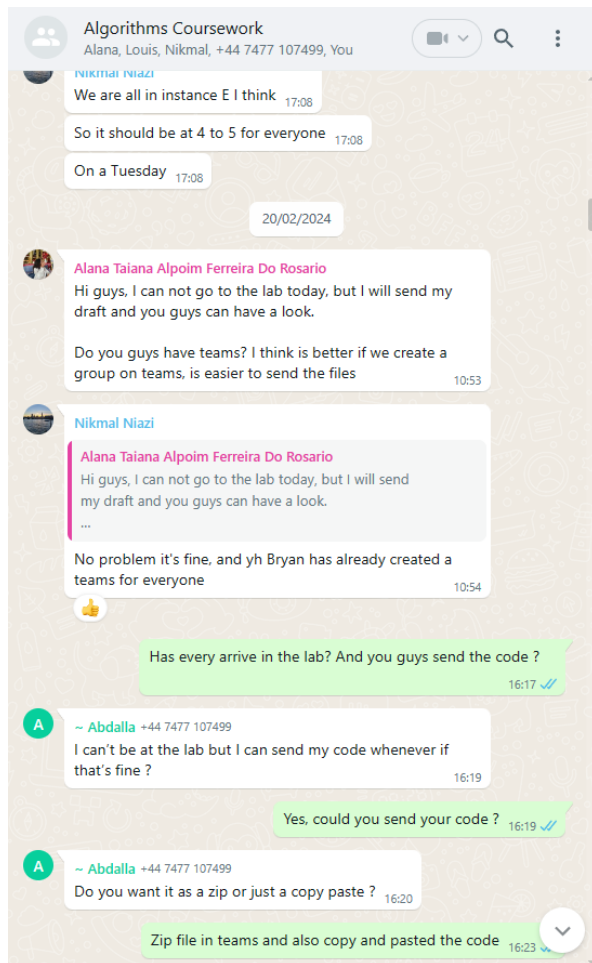 Algorithms Coursework
Alana, Louis, Nikmal, +44 7477 107499, You
Nikmal Niazi
We are all in instance E I think 17:08
So it should be at 4 to 5 for everyone 17:08
On a Tuesday 17:08
20/02/2024
Alana Taiana Alpoim Ferreira Do Rosario
Hi guys, I can not go to the lab today, but I will send my
draft and you guys can have a look.
Do you guys have teams? I think is better if we create a
group on teams, is easier to send the files
10:53
Nikmal Niazi
Alana Taiana Alpoim Ferreira Do Rosario
Hi guys, I can not go to the lab today, but I will send
my draft and you guys can have a look.
...
No problem it's fine, and yh Bryan has already created a
teams for everyone
10:54
Has every arrive in the lab? And you guys send the code ?
16:17
A
~ Abdalla +44 7477 107499
I can't be at the lab but I can send my code whenever if
that's fine ?
16:19
Yes, could you send your code ? 16:19
A
~ Abdalla +44 7477 107499
Do you want it as a zip or just a copy paste ? 16:20
Zip file in teams and also copy and pasted the code 16:23